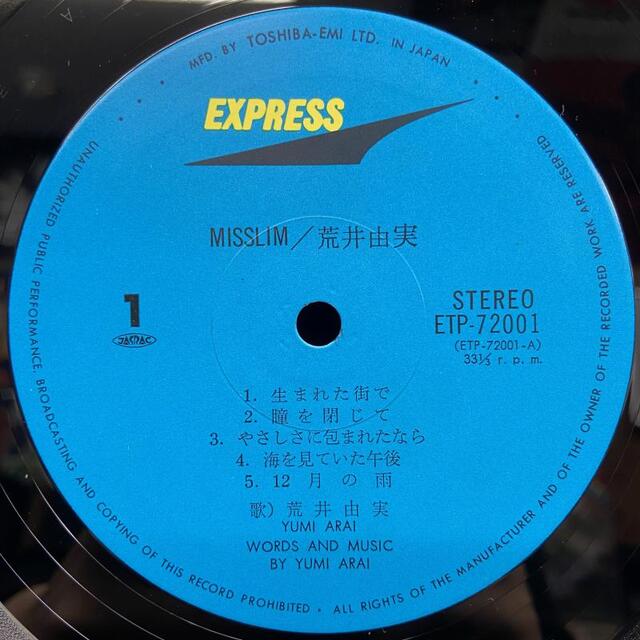 MFD. BY TOSHIBA-EMI LTD. IN JAPAN
EXPRESS
MISSLIM/荒井由実
1
JASRAC
STEREO
ETP-72001
(ETP-72001-A)
33⅓ r. p. m.
1. 生まれた街で
2. 瞳を閉じて
3. やさしさに包まれたなら
4. 海を見ていた午後
5. 12月の雨
歌) 荒井由実
YUMI ARAI
WORDS AND MUSIC
BY YUMI ARAI
UNAUTHORIZED PUBLIC PERFORMANCE, BROADCASTING AND COPYING OF THIS RECORD PROHIBITED • ALL RIGHTS OF THE MANUFACTURER AND OF THE OWNER OF THE RECORDED WORK ARE RESERVED